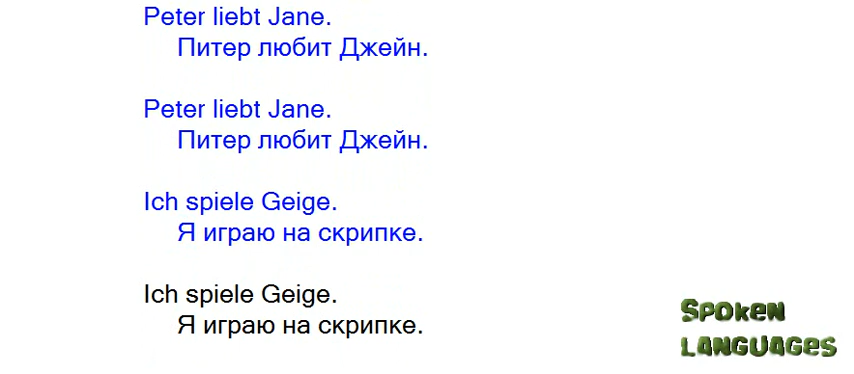 Peter liebt Jane.
Питер любит Джейн.
Peter liebt Jane.
Питер любит Джейн.
Ich spiele Geige.
Я играю на скрипке.
Ich spiele Geige.
Я играю на скрипке.
Spoken
Languages